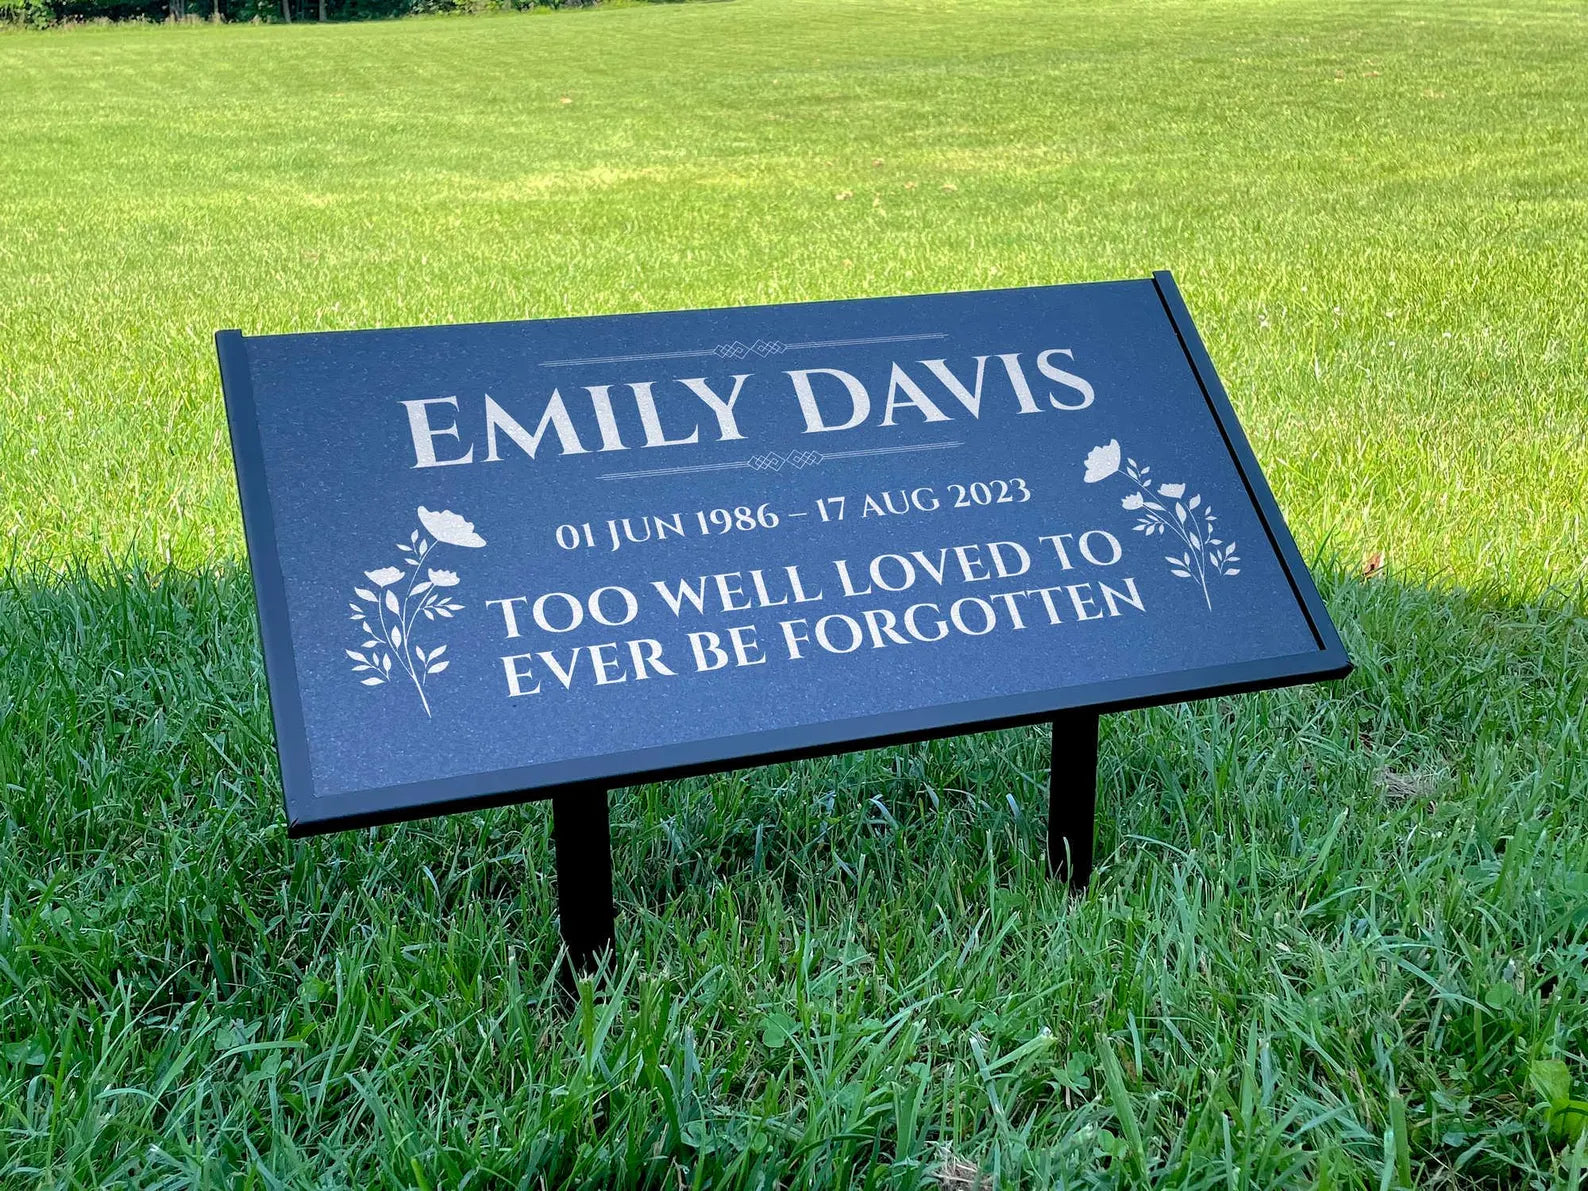 EMILY DAVIS
01 JUN 1986 – 17 AUG 2023
TOO WELL LOVED TO
EVER BE FORGOTTEN